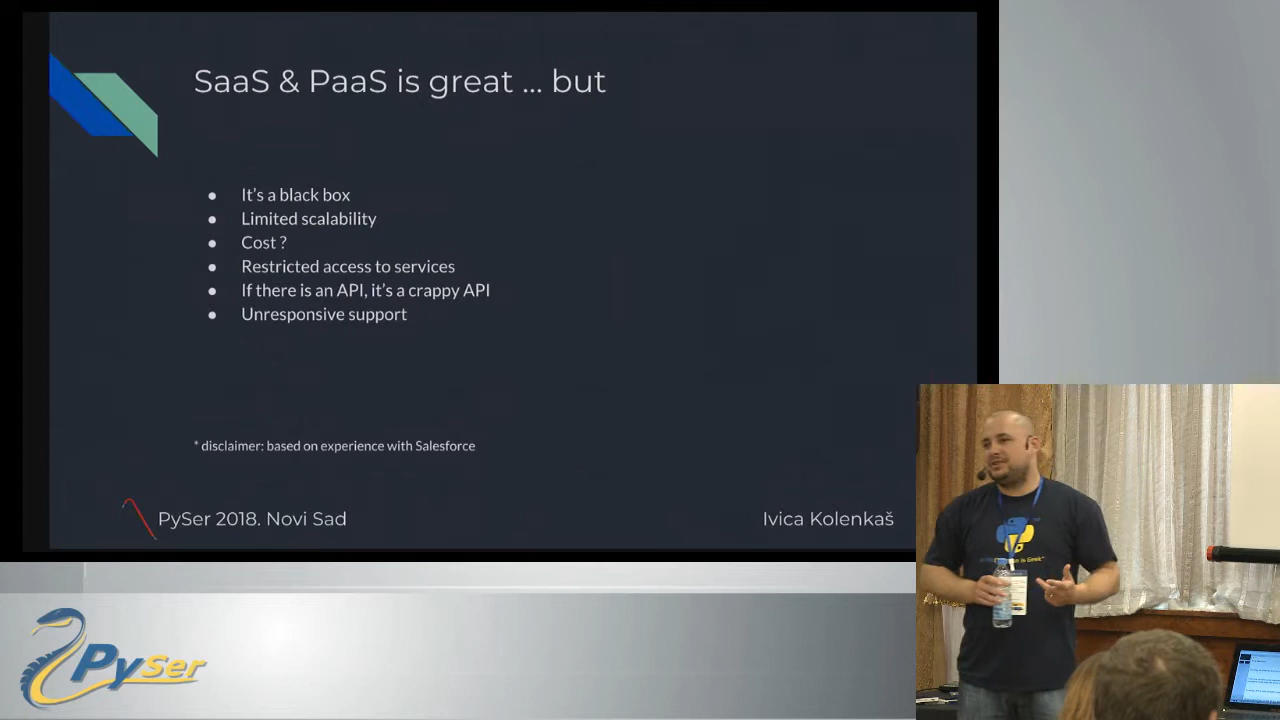 SaaS & PaaS is great ... but
● It's a black box
● Limited scalability
● Cost ?
● Restricted access to services
● If there is an API, it's a crappy API
● Unresponsive support
* disclaimer: based on experience with Salesforce
PySer 2018. Novi Sad
Ivica Kolenkaš
PySer